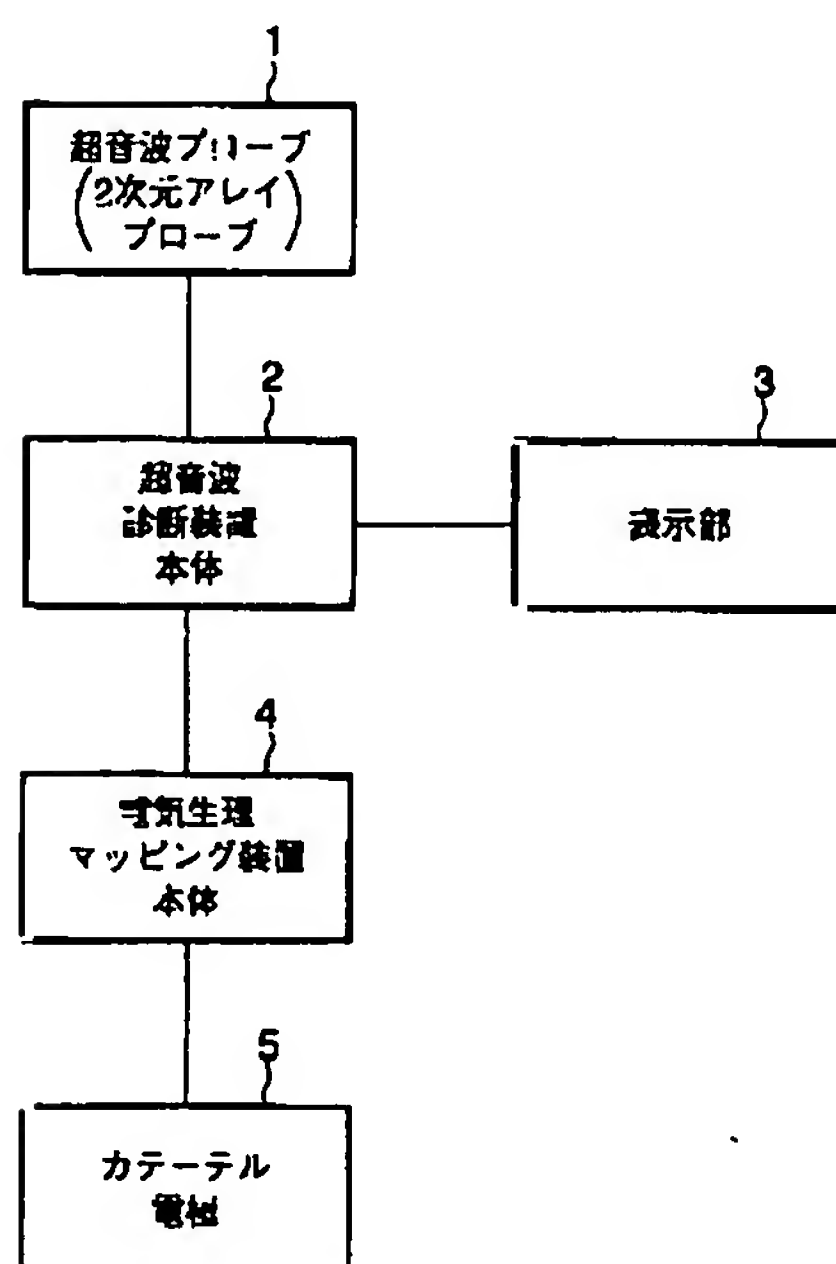 1
超音波プローブ
(2次元アレイ
プローブ)
2
超音波
診断装置
本体
3
表示部
4
電気生理
マッピング装置
本体
5
カテーテル
電極